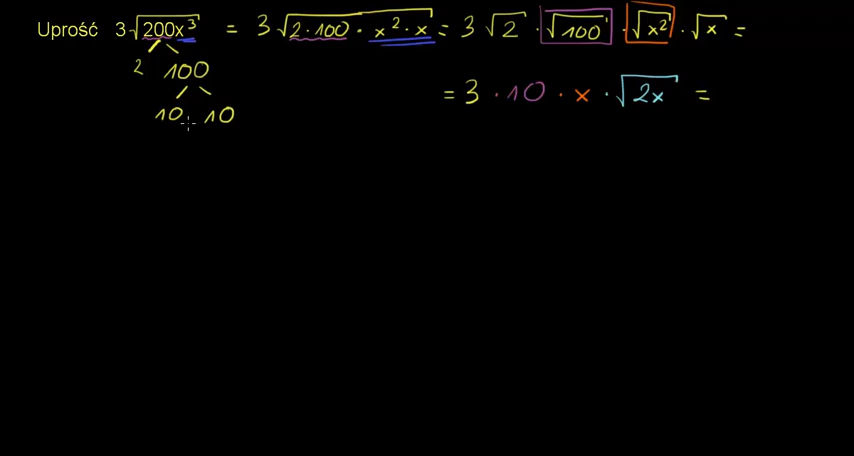 Uprość 3√200x³ = 3√2·100·x²·x = 3√2·√100·√x²·√x =
2 100
= 3·10·x·√2x =
10 10